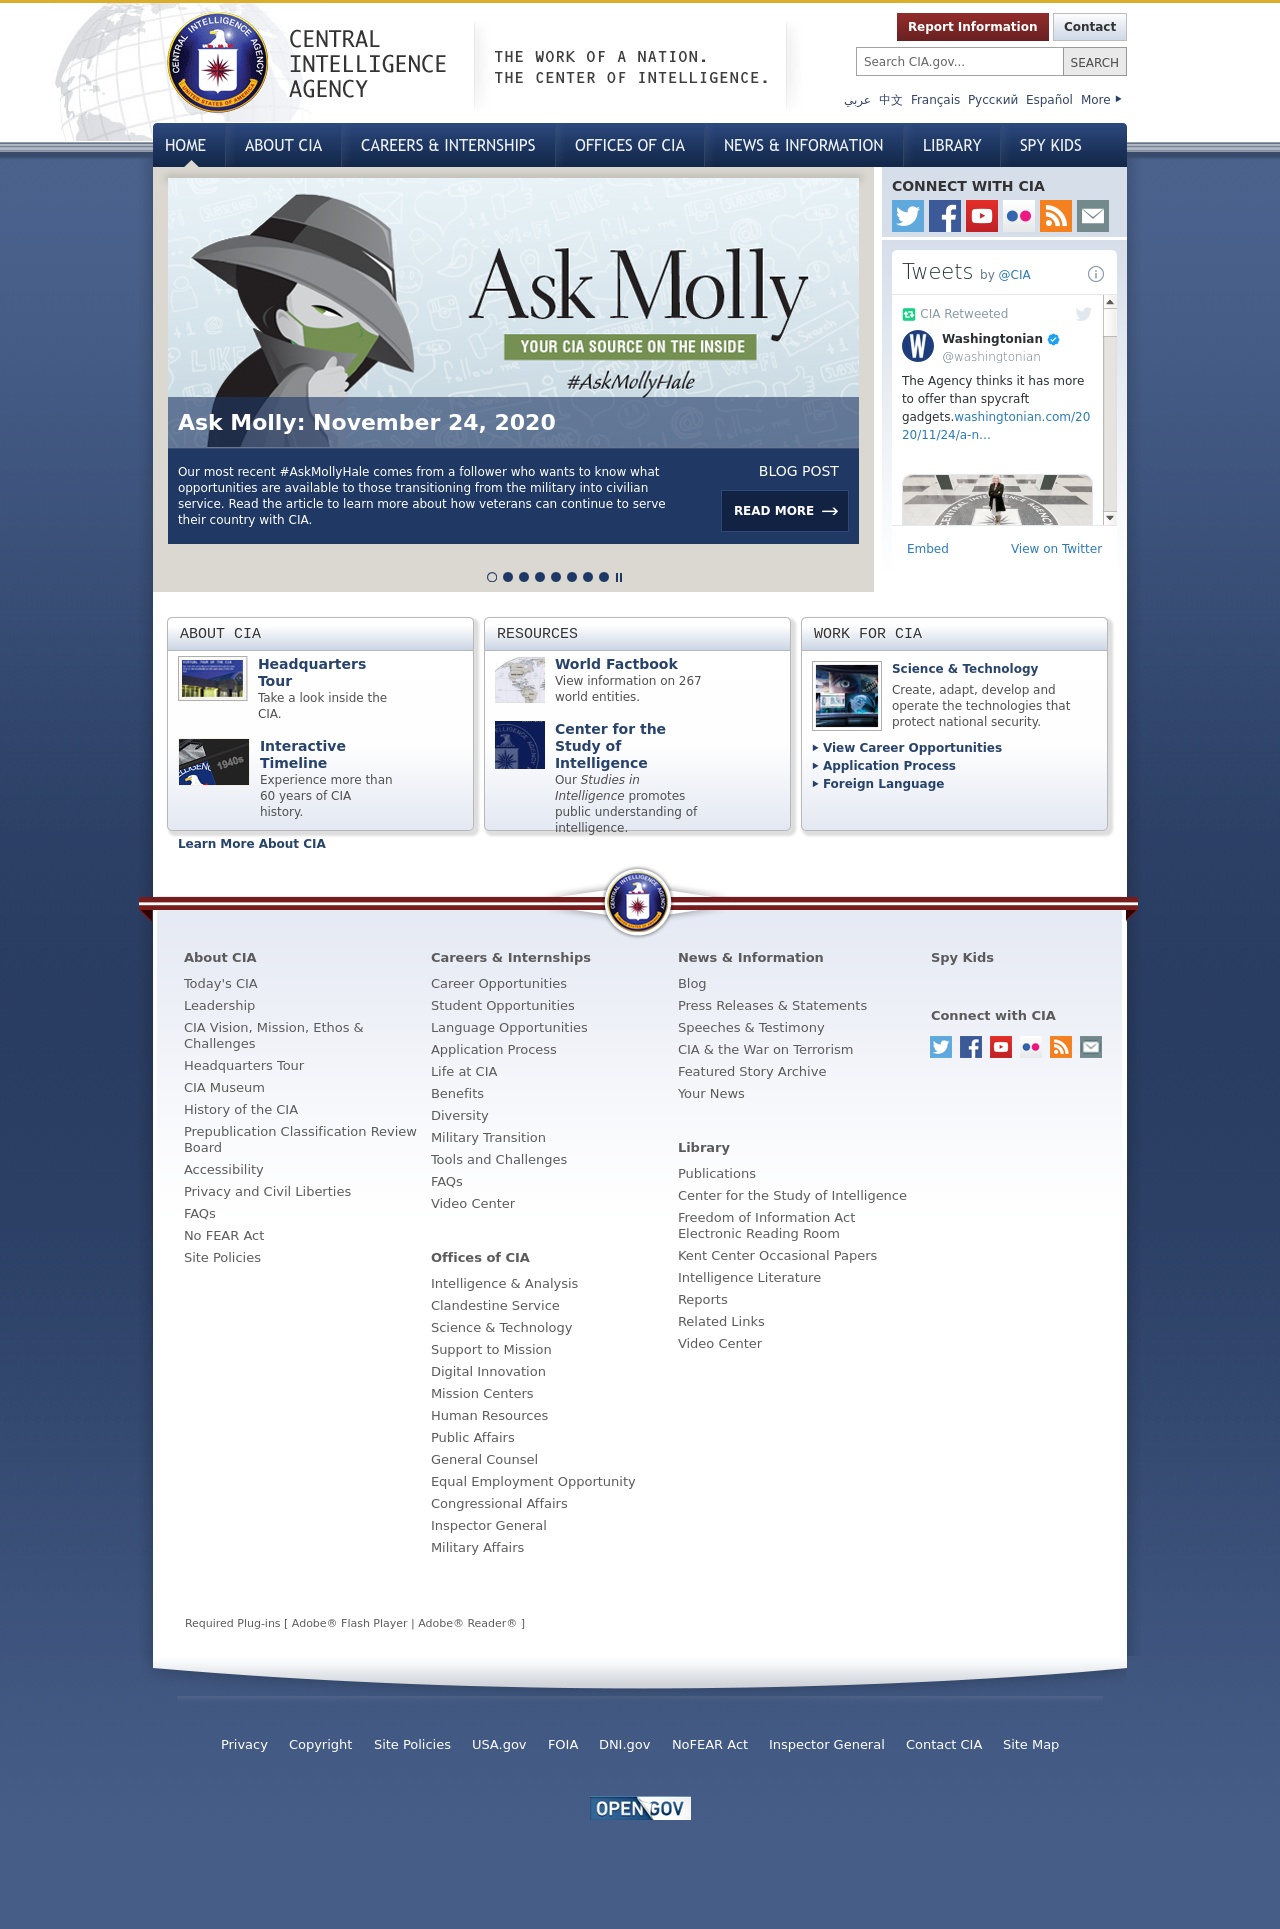 CENTRAL
INTELLIGENCE
AGENCY
THE WORK OF A NATION.
THE CENTER OF INTELLIGENCE.
Report Information
Contact
Search CIA.gov...
SEARCH
عربي 中文 Français Русский Español More
HOME
ABOUT CIA
CAREERS & INTERNSHIPS
OFFICES OF CIA
NEWS & INFORMATION
LIBRARY
SPY KIDS
Ask Molly
YOUR CIA SOURCE ON THE INSIDE
#AskMollyHale
Ask Molly: November 24, 2020
Our most recent #AskMollyHale comes from a follower who wants to know what
opportunities are available to those transitioning from the military into civilian
service. Read the article to learn more about how veterans can continue to serve
their country with CIA.
BLOG POST
READ MORE
CONNECT WITH CIA
Tweets by @CIA
CIA Retweeted
Washingtonian
@washingtonian
The Agency thinks it has more
to offer than spycraft
gadgets.washingtonian.com/20
20/11/24/a-n…
Embed
View on Twitter
ABOUT CIA
Headquarters
Tour
Take a look inside the
CIA.
Interactive
Timeline
Experience more than
60 years of CIA
history.
1940s
Learn More About CIA
RESOURCES
World Factbook
View information on 267
world entities.
Center for the
Study of
Intelligence
Our Studies in
Intelligence promotes
public understanding of
intelligence.
WORK FOR CIA
Science & Technology
Create, adapt, develop and
operate the technologies that
protect national security.
View Career Opportunities
Application Process
Foreign Language
About CIA
Today's CIA
Leadership
CIA Vision, Mission, Ethos &
Challenges
Headquarters Tour
CIA Museum
History of the CIA
Prepublication Classification Review
Board
Accessibility
Privacy and Civil Liberties
FAQs
No FEAR Act
Site Policies
Careers & Internships
Career Opportunities
Student Opportunities
Language Opportunities
Application Process
Life at CIA
Benefits
Diversity
Military Transition
Tools and Challenges
FAQs
Video Center
Offices of CIA
Intelligence & Analysis
Clandestine Service
Science & Technology
Support to Mission
Digital Innovation
Mission Centers
Human Resources
Public Affairs
General Counsel
Equal Employment Opportunity
Congressional Affairs
Inspector General
Military Affairs
News & Information
Blog
Press Releases & Statements
Speeches & Testimony
CIA & the War on Terrorism
Featured Story Archive
Your News
Library
Publications
Center for the Study of Intelligence
Freedom of Information Act
Electronic Reading Room
Kent Center Occasional Papers
Intelligence Literature
Reports
Related Links
Video Center
Spy Kids
Connect with CIA
Required Plug-ins [ Adobe® Flash Player | Adobe® Reader® ]
Privacy
Copyright
Site Policies
USA.gov
FOIA
DNI.gov
NoFEAR Act
Inspector General
Contact CIA
Site Map
OPEN GOV